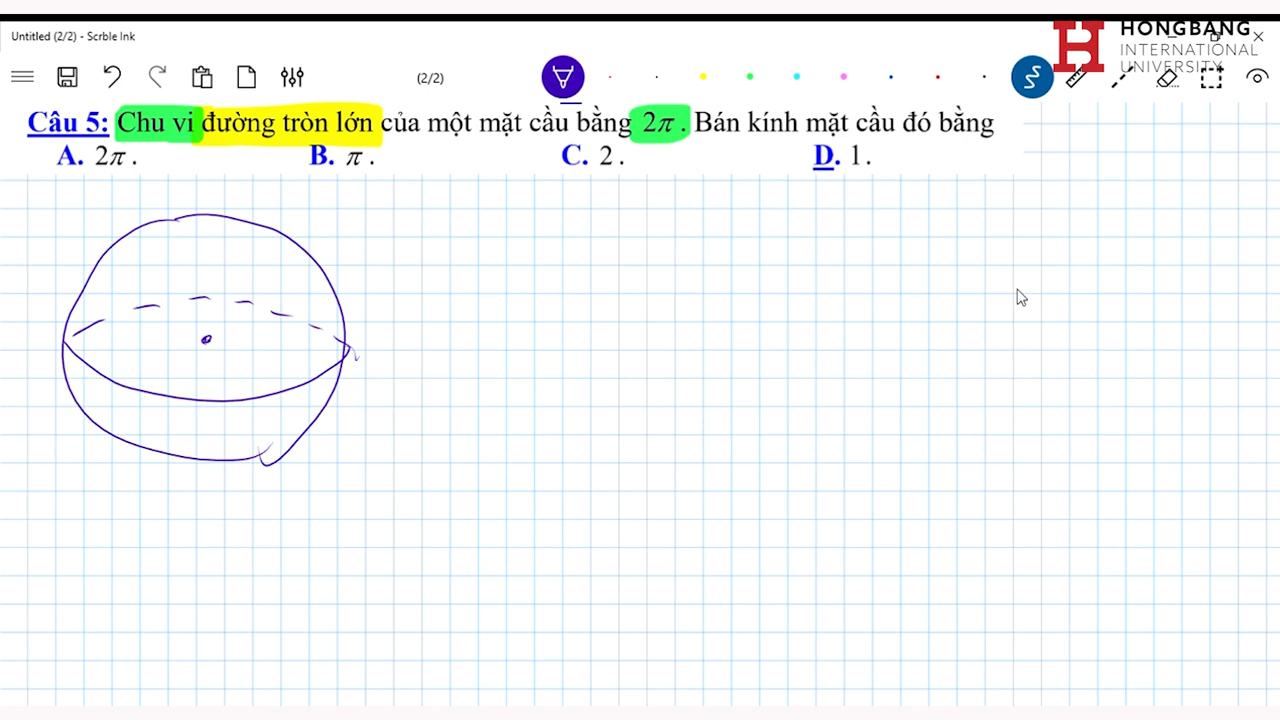 Untitled (2/2) - Scrble Ink
HONGBANG
INTERNATIONAL
UNIVERSITY
(2/2)
Câu 5: Chu vi đường tròn lớn của một mặt cầu bằng 2π . Bán kính mặt cầu đó bằng
A. 2π . B. π . C. 2 . D. 1 .